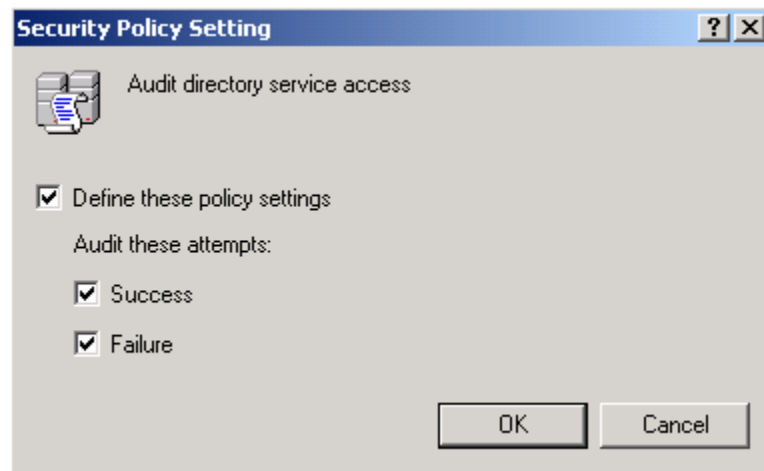 Security Policy Setting
Audit directory service access
Define these policy settings
Audit these attempts:
Success
Failure
OK Cancel